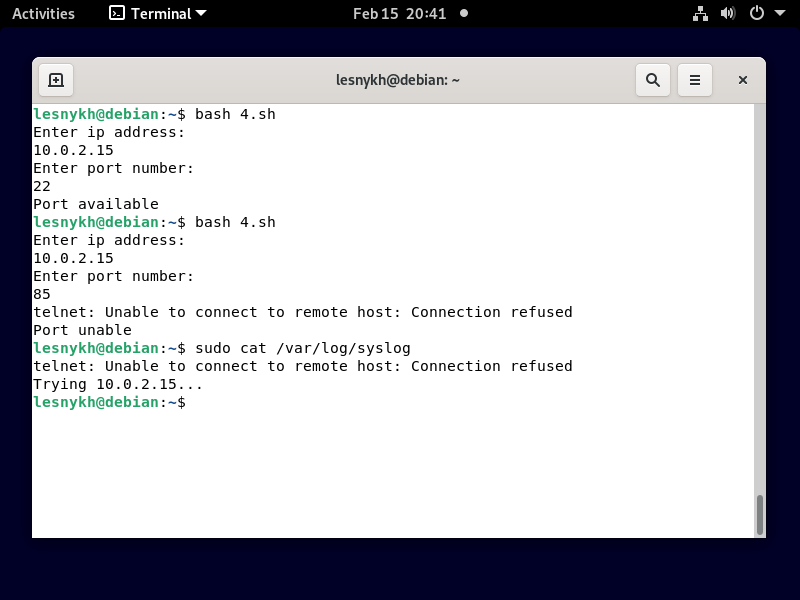 Activities Terminal Feb 15 20:41
lesnykh@debian: ~
lesnykh@debian:~$ bash 4.sh
Enter ip address:
10.0.2.15
Enter port number:
22
Port available
lesnykh@debian:~$ bash 4.sh
Enter ip address:
10.0.2.15
Enter port number:
85
telnet: Unable to connect to remote host: Connection refused
Port unable
lesnykh@debian:~$ sudo cat /var/log/syslog
telnet: Unable to connect to remote host: Connection refused
Trying 10.0.2.15...
lesnykh@debian:~$